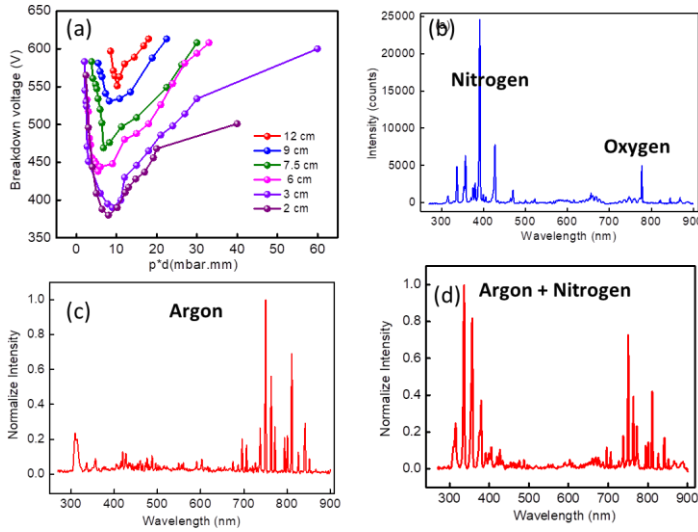 (a)
650
600
550
500
450
400
350
Breakdown voltage (V)
12 cm
9 cm
7.5 cm
6 cm
3 cm
2 cm
0 10 20 30 40 50 60
p*d(mbar.mm)
(b)
25000
20000
15000
10000
5000
0
Intensity (counts)
Nitrogen
Oxygen
200 300 400 500 600 700 800 900
Wavelength (nm)
(c)
Argon
1.0
0.8
0.6
0.4
0.2
0.0
Normalize Intensity
300 400 500 600 700 800 900
Wavelength (nm)
(d)
Argon + Nitrogen
1.0
0.8
0.6
0.4
0.2
0.0
Normalize Intensity
300 400 500 600 700 800 900
Wavelength (nm)